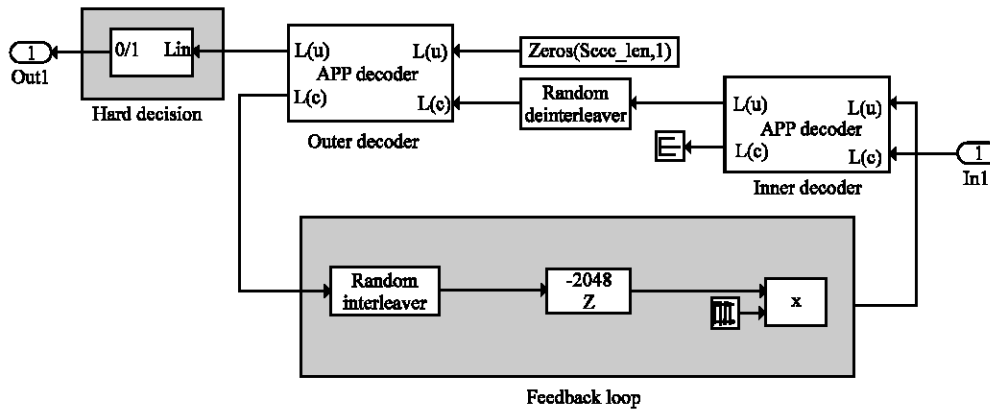 1
Out1
0/1 Lin
Hard decision
L(u) L(u)
APP decoder
L(c) L(c)
Outer decoder
Zeros(Sccc_len,1)
Random
deinterleaver
L(u) L(u)
APP decoder
L(c) L(c)
Inner decoder
1
In1
Random
interleaver
-2048
Z
x
Feedback loop